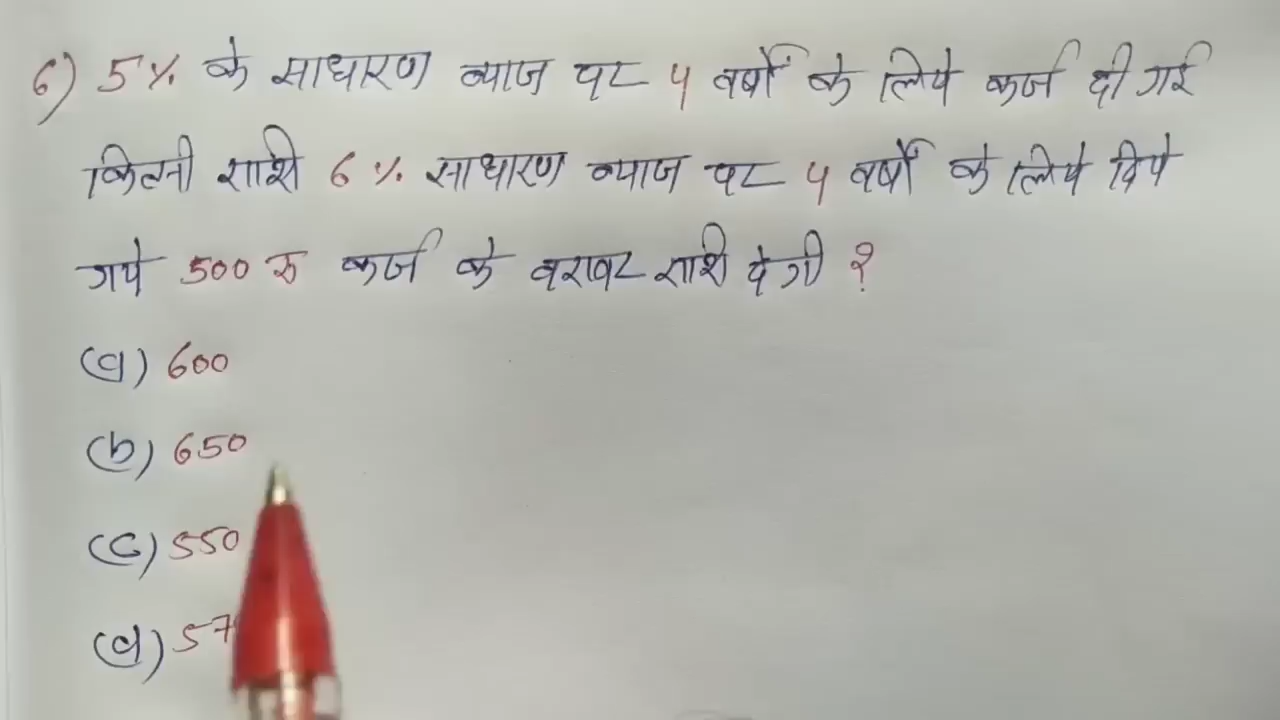 6) 5% के साधारण ब्याज पर 4 वर्षों के लिये कर्ज दी गई
कितनी राशि 6% साधारण ब्याज पर 4 वर्षों के लिये दिये
गये 500 रु कर्ज के बराबर राशि देगी ?
(a) 600
(b) 650
(c) 550
(d) 57